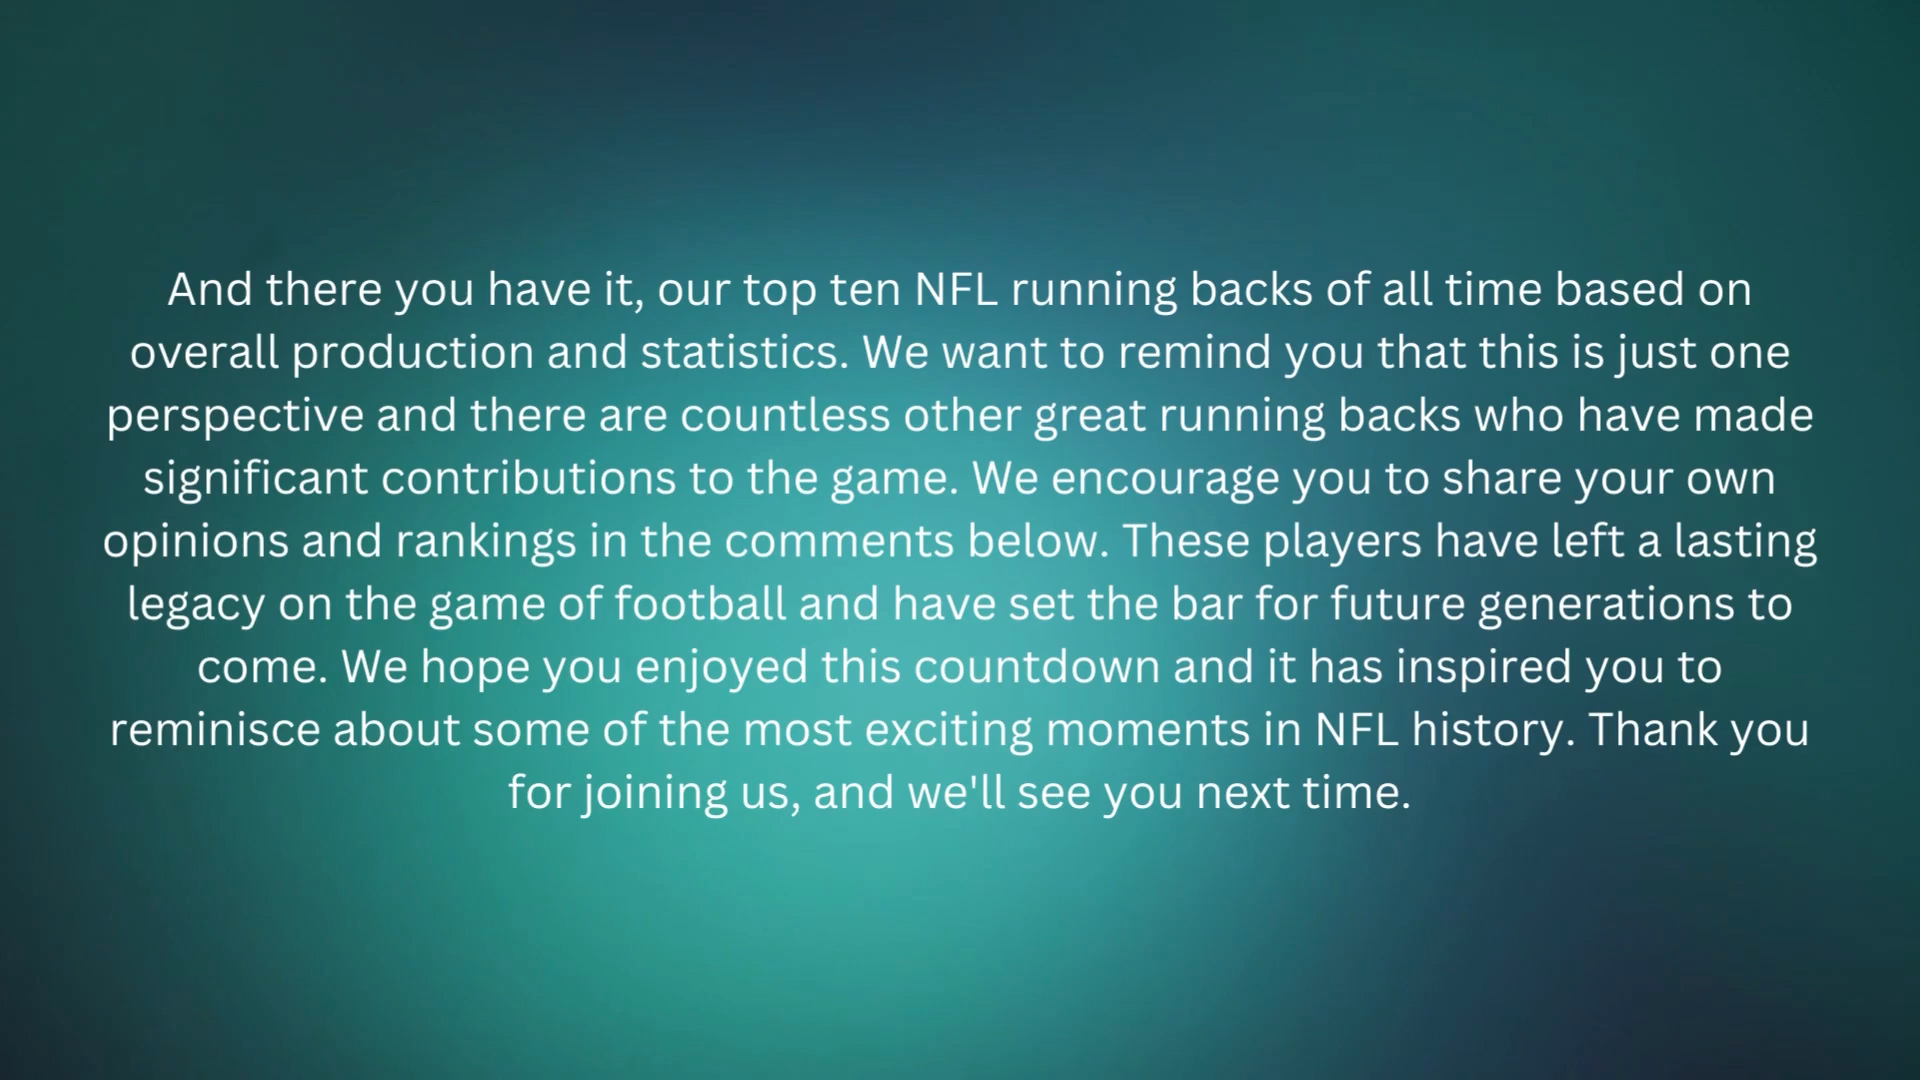 And there you have it, our top ten NFL running backs of all time based on
overall production and statistics. We want to remind you that this is just one
perspective and there are countless other great running backs who have made
significant contributions to the game. We encourage you to share your own
opinions and rankings in the comments below. These players have left a lasting
legacy on the game of football and have set the bar for future generations to
come. We hope you enjoyed this countdown and it has inspired you to
reminisce about some of the most exciting moments in NFL history. Thank you
for joining us, and we'll see you next time.